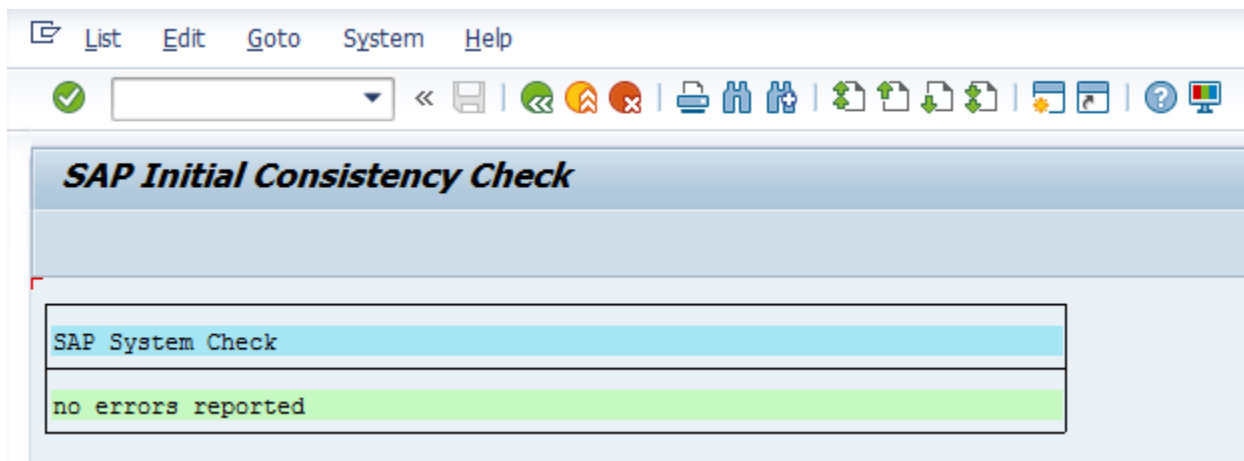 List Edit Goto System Help
SAP Initial Consistency Check
SAP System Check
no errors reported